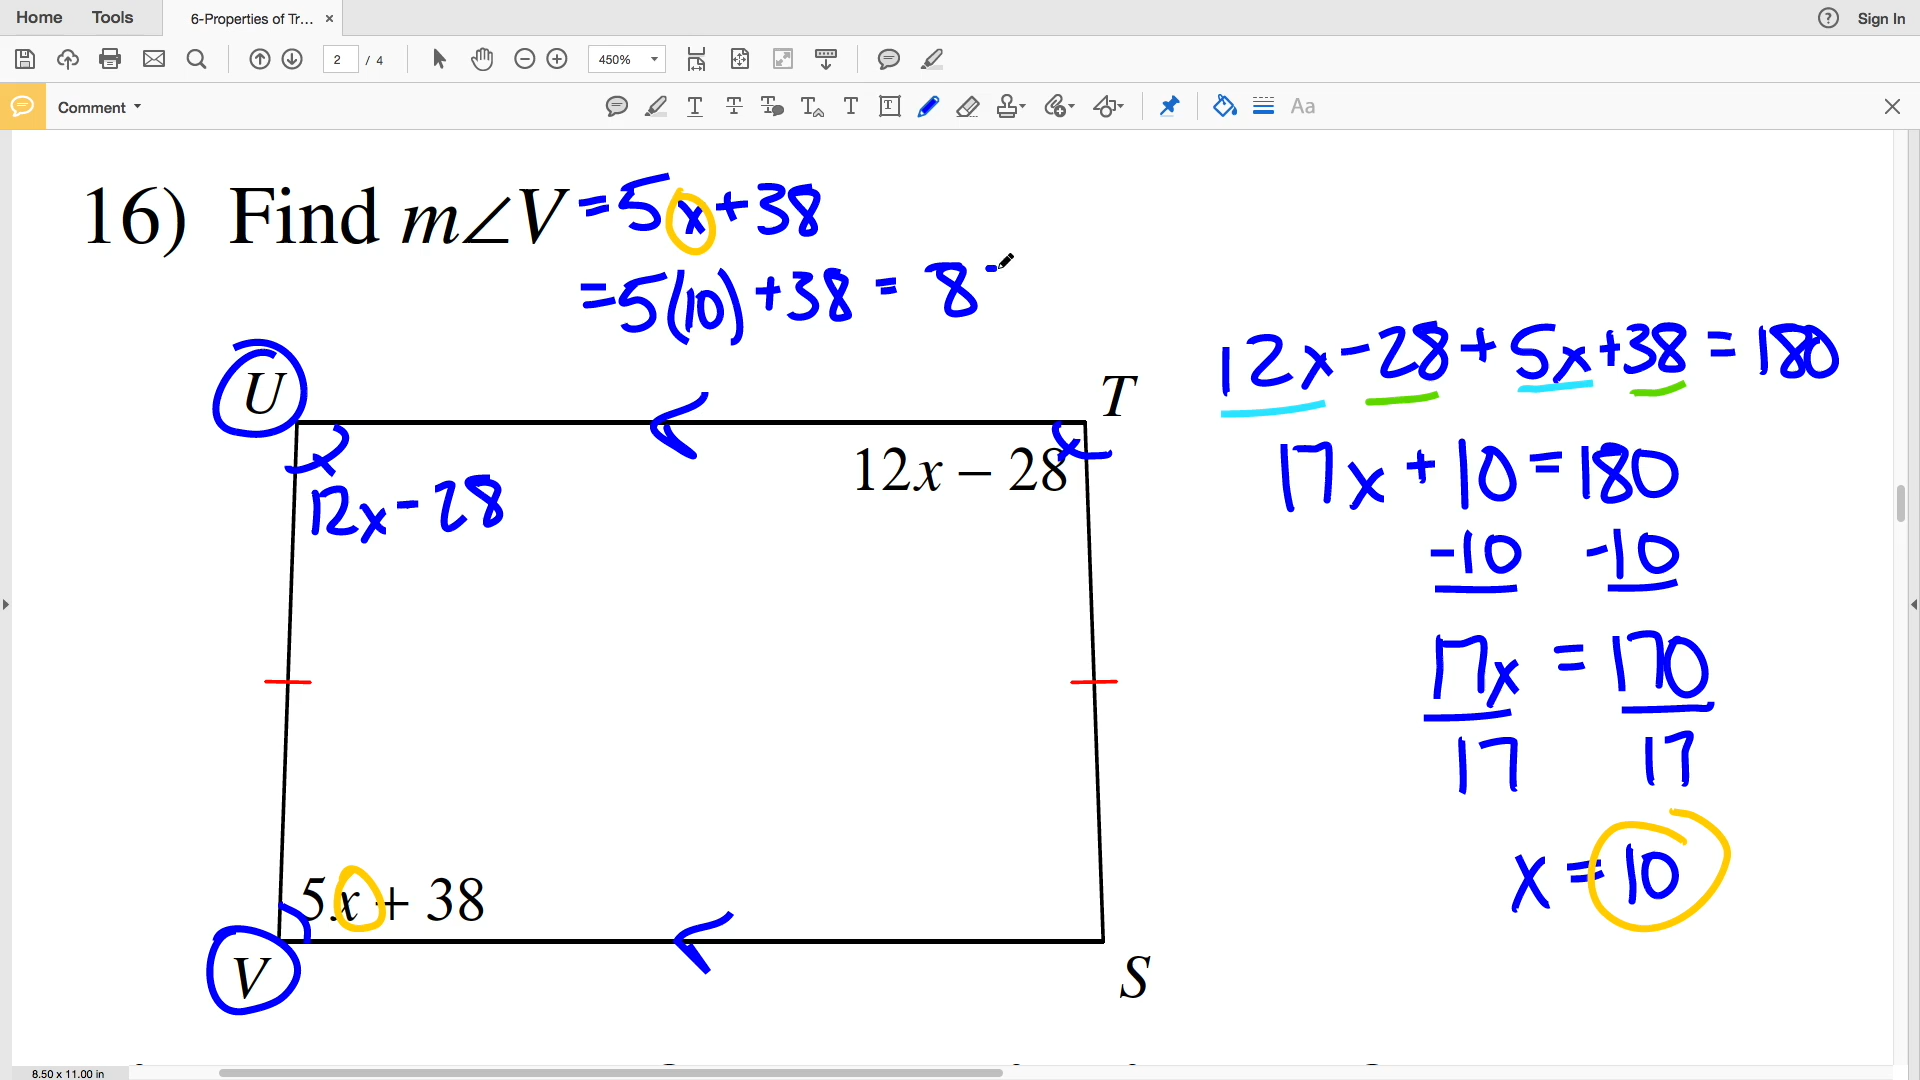 Home Tools 6-Properties of Tr... × ? Sign In
2 / 4 450%
Comment T T T T T T Aa
16) Find m∠V = 5x + 38
= 5(10) + 38 = 8
12x - 28 + 5x + 38 = 180
U T
12x − 28
17x + 10 = 180
12x - 28
-10 -10
17x = 170
17 17
x = 10
5x + 38
V S
8.50 x 11.00 in